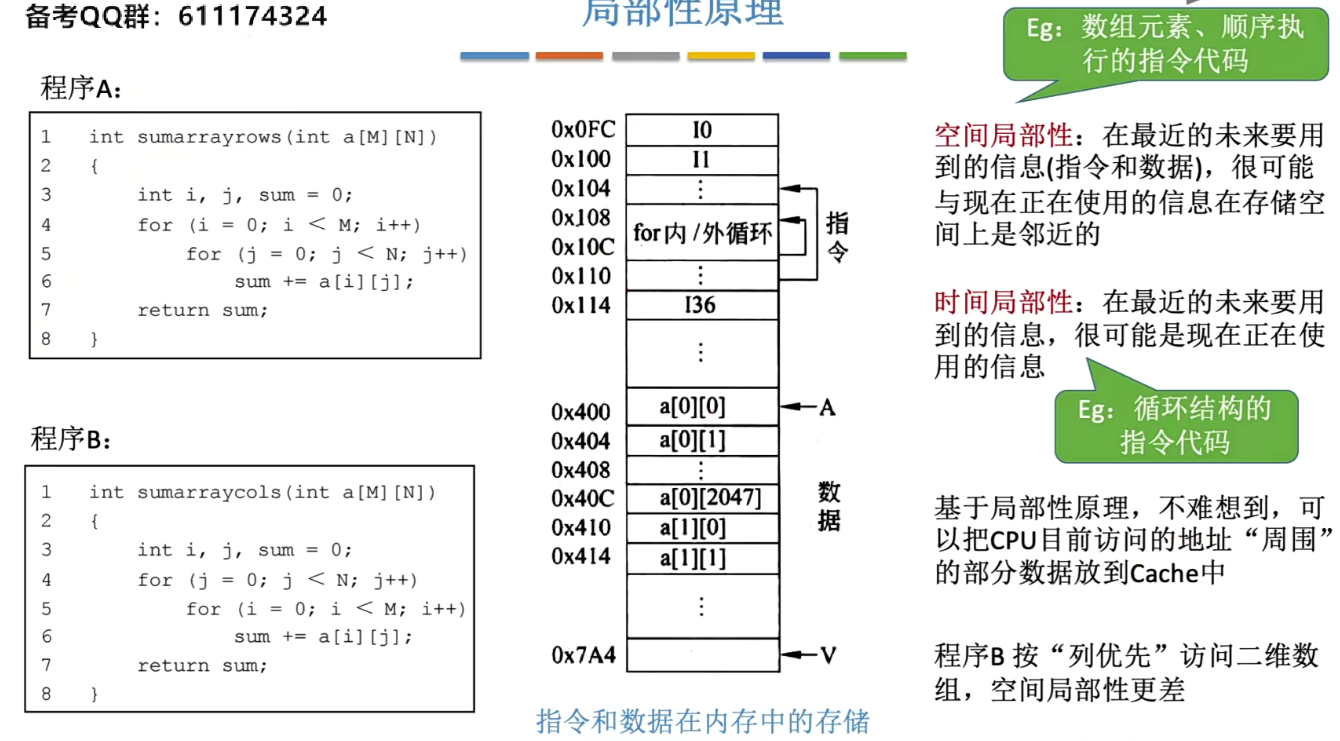 备考QQ群：611174324
局部性原理
程序A：
1 int sumarrayrows(int a[M][N])
2 {
3 int i, j, sum = 0;
4 for (i = 0; i < M; i++)
5 for (j = 0; j < N; j++)
6 sum += a[i][j];
7 return sum;
8 }
程序B：
1 int sumarraycols(int a[M][N])
2 {
3 int i, j, sum = 0;
4 for (j = 0; j < N; j++)
5 for (i = 0; i < M; i++)
6 sum += a[i][j];
7 return sum;
8 }
0x0FC I0
0x100 I1
0x104 ⋮
0x108
for内/外循环
0x10C
0x110 ⋮
0x114 I36
⋮
指令
0x400 a[0][0] A
0x404 a[0][1]
0x408 ⋮
0x40C a[0][2047]
0x410 a[1][0]
0x414 a[1][1]
⋮
0x7A4 V
数据
指令和数据在内存中的存储
Eg：数组元素、顺序执
行的指令代码
空间局部性：在最近的未来要用
到的信息(指令和数据)，很可能
与现在正在使用的信息在存储空
间上是邻近的
时间局部性：在最近的未来要用
到的信息，很可能是现在正在使
用的信息
Eg：循环结构的
指令代码
基于局部性原理，不难想到，可
以把CPU目前访问的地址“周围”
的部分数据放到Cache中
程序B 按“列优先”访问二维数
组，空间局部性更差